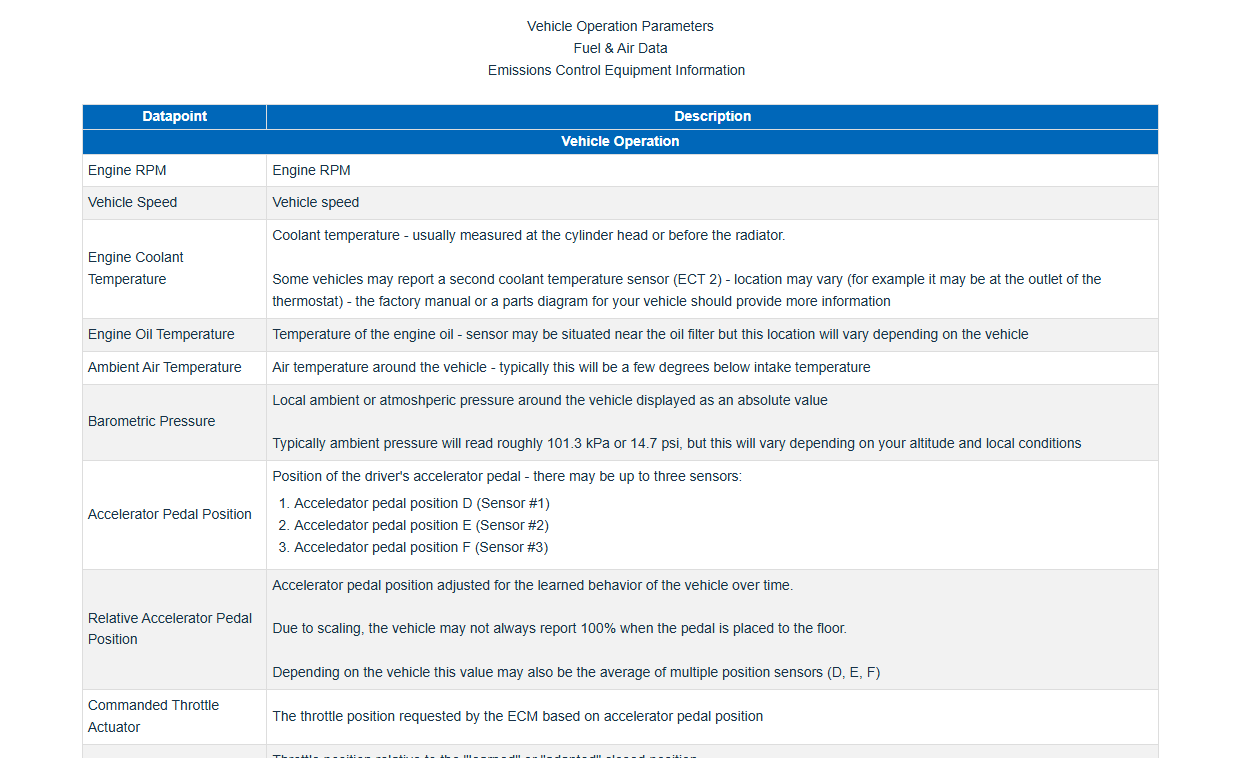 Vehicle Operation Parameters
Fuel & Air Data
Emissions Control Equipment Information
Datapoint Description
Vehicle Operation
Engine RPM Engine RPM
Vehicle Speed Vehicle speed
Engine Coolant
Temperature
Coolant temperature - usually measured at the cylinder head or before the radiator.
Some vehicles may report a second coolant temperature sensor (ECT 2) - location may vary (for example it may be at the outlet of the
thermostat) - the factory manual or a parts diagram for your vehicle should provide more information
Engine Oil Temperature Temperature of the engine oil - sensor may be situated near the oil filter but this location will vary depending on the vehicle
Ambient Air Temperature Air temperature around the vehicle - typically this will be a few degrees below intake temperature
Barometric Pressure
Local ambient or atmoshperic pressure around the vehicle displayed as an absolute value
Typically ambient pressure will read roughly 101.3 kPa or 14.7 psi, but this will vary depending on your altitude and local conditions
Accelerator Pedal Position
Position of the driver's accelerator pedal - there may be up to three sensors:
1. Acceledator pedal position D (Sensor #1)
2. Acceledator pedal position E (Sensor #2)
3. Acceledator pedal position F (Sensor #3)
Relative Accelerator Pedal
Position
Accelerator pedal position adjusted for the learned behavior of the vehicle over time.
Due to scaling, the vehicle may not always report 100% when the pedal is placed to the floor.
Depending on the vehicle this value may also be the average of multiple position sensors (D, E, F)
Commanded Throttle
Actuator
The throttle position requested by the ECM based on accelerator pedal position
Throttle position relative to the "learned" or "adapted" closed position